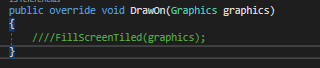 public override void DrawOn(Graphics graphics)
{
////FillScreenTiled(graphics);
}